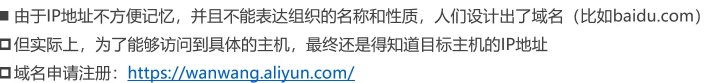 ■ 由于IP地址不方便记忆，并且不能表达组织的名称和性质，人们设计出了域名（比如baidu.com）
□但实际上，为了能够访问到具体的主机，最终还是得知道目标主机的IP地址
□域名申请注册：https://wanwang.aliyun.com/